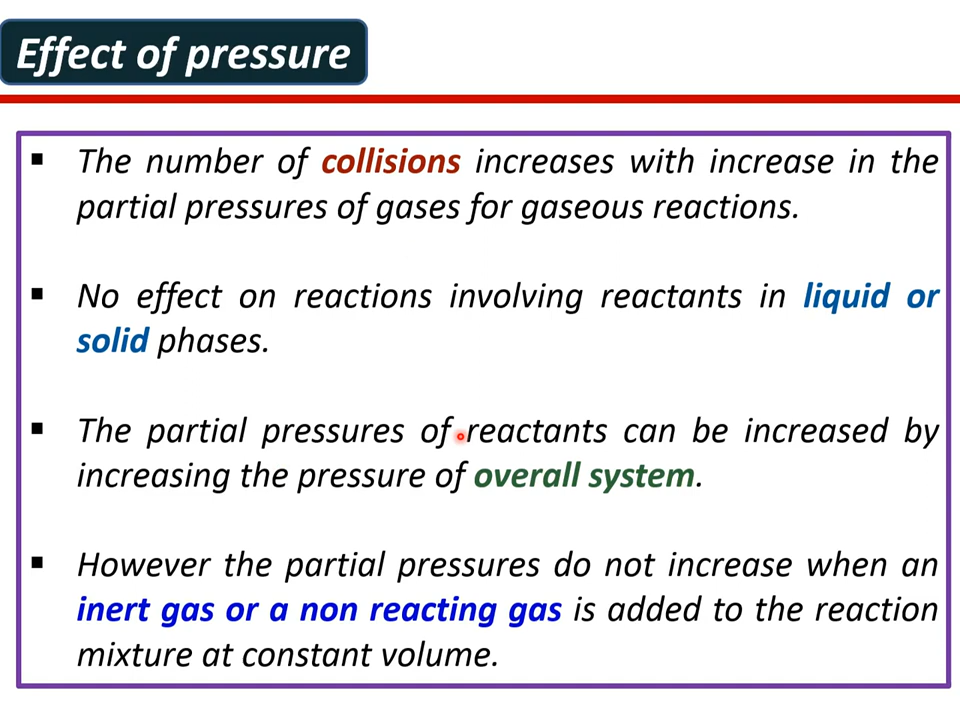 Effect of pressure
▪ The number of collisions increases with increase in the
partial pressures of gases for gaseous reactions.
▪ No effect on reactions involving reactants in liquid or
solid phases.
▪ The partial pressures of reactants can be increased by
increasing the pressure of overall system.
▪ However the partial pressures do not increase when an
inert gas or a non reacting gas is added to the reaction
mixture at constant volume.